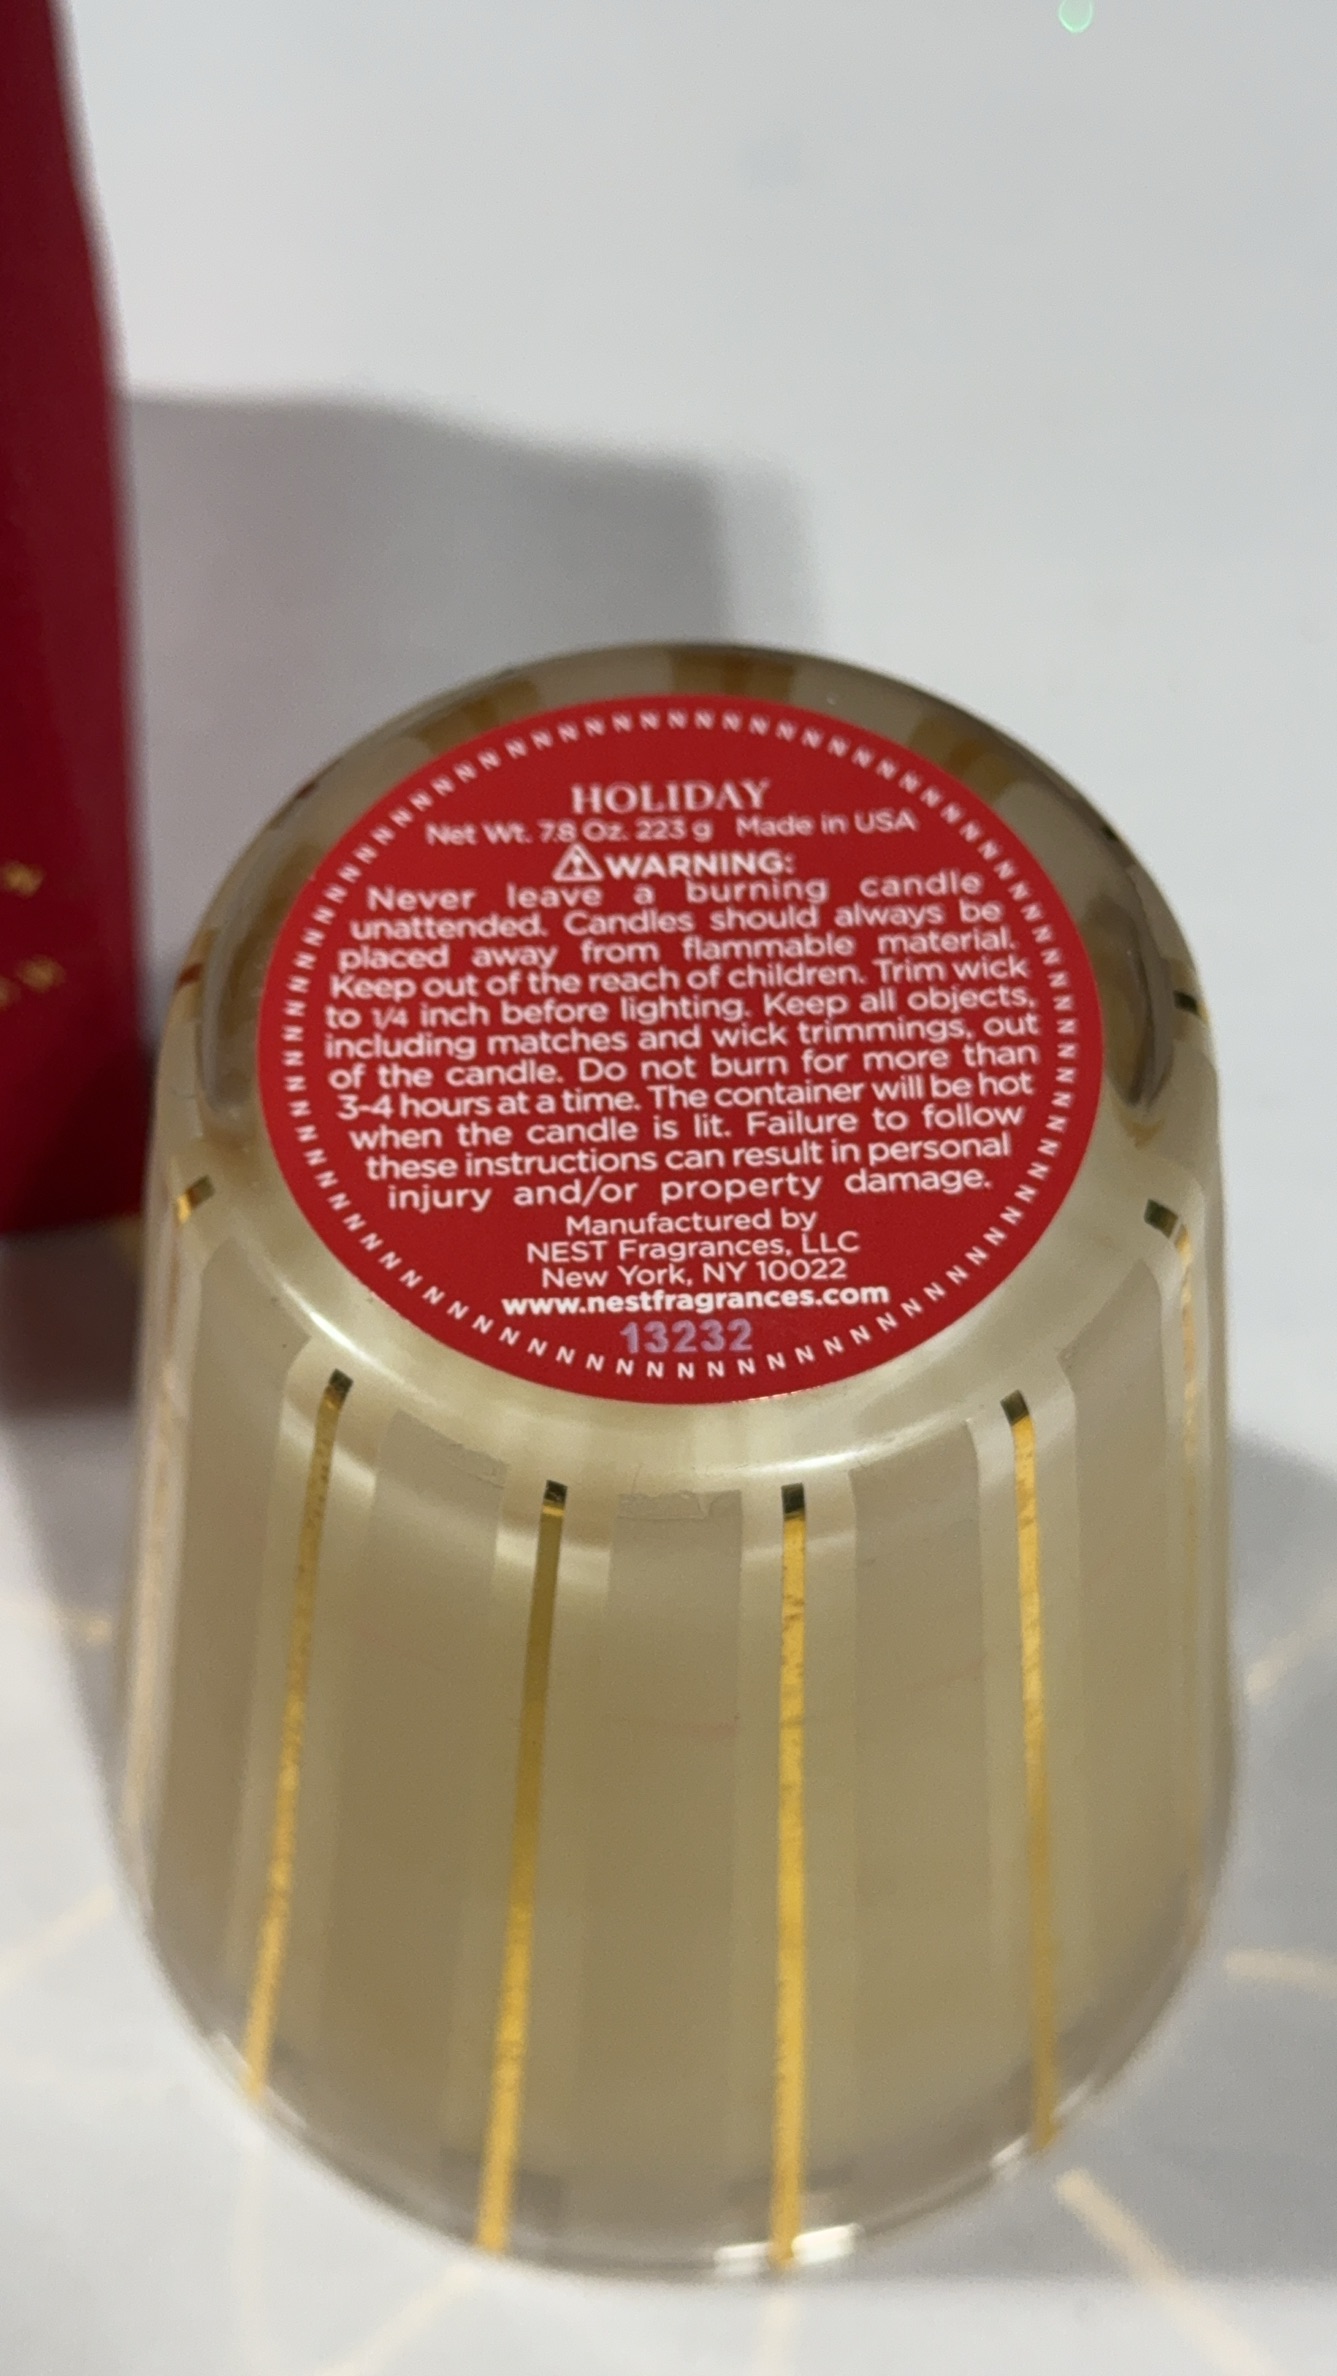 HOLIDAY
Net Wt. 7.8 Oz. 223 g Made in USA
⚠WARNING:
Never leave a burning candle
unattended. Candles should always be
placed away from flammable material.
Keep out of the reach of children. Trim wick
to 1/4 inch before lighting. Keep all objects,
including matches and wick trimmings, out
of the candle. Do not burn for more than
3-4 hours at a time. The container will be hot
when the candle is lit. Failure to follow
these instructions can result in personal
injury and/or property damage.
Manufactured by
NEST Fragrances, LLC
New York, NY 10022
www.nestfragrances.com
13232